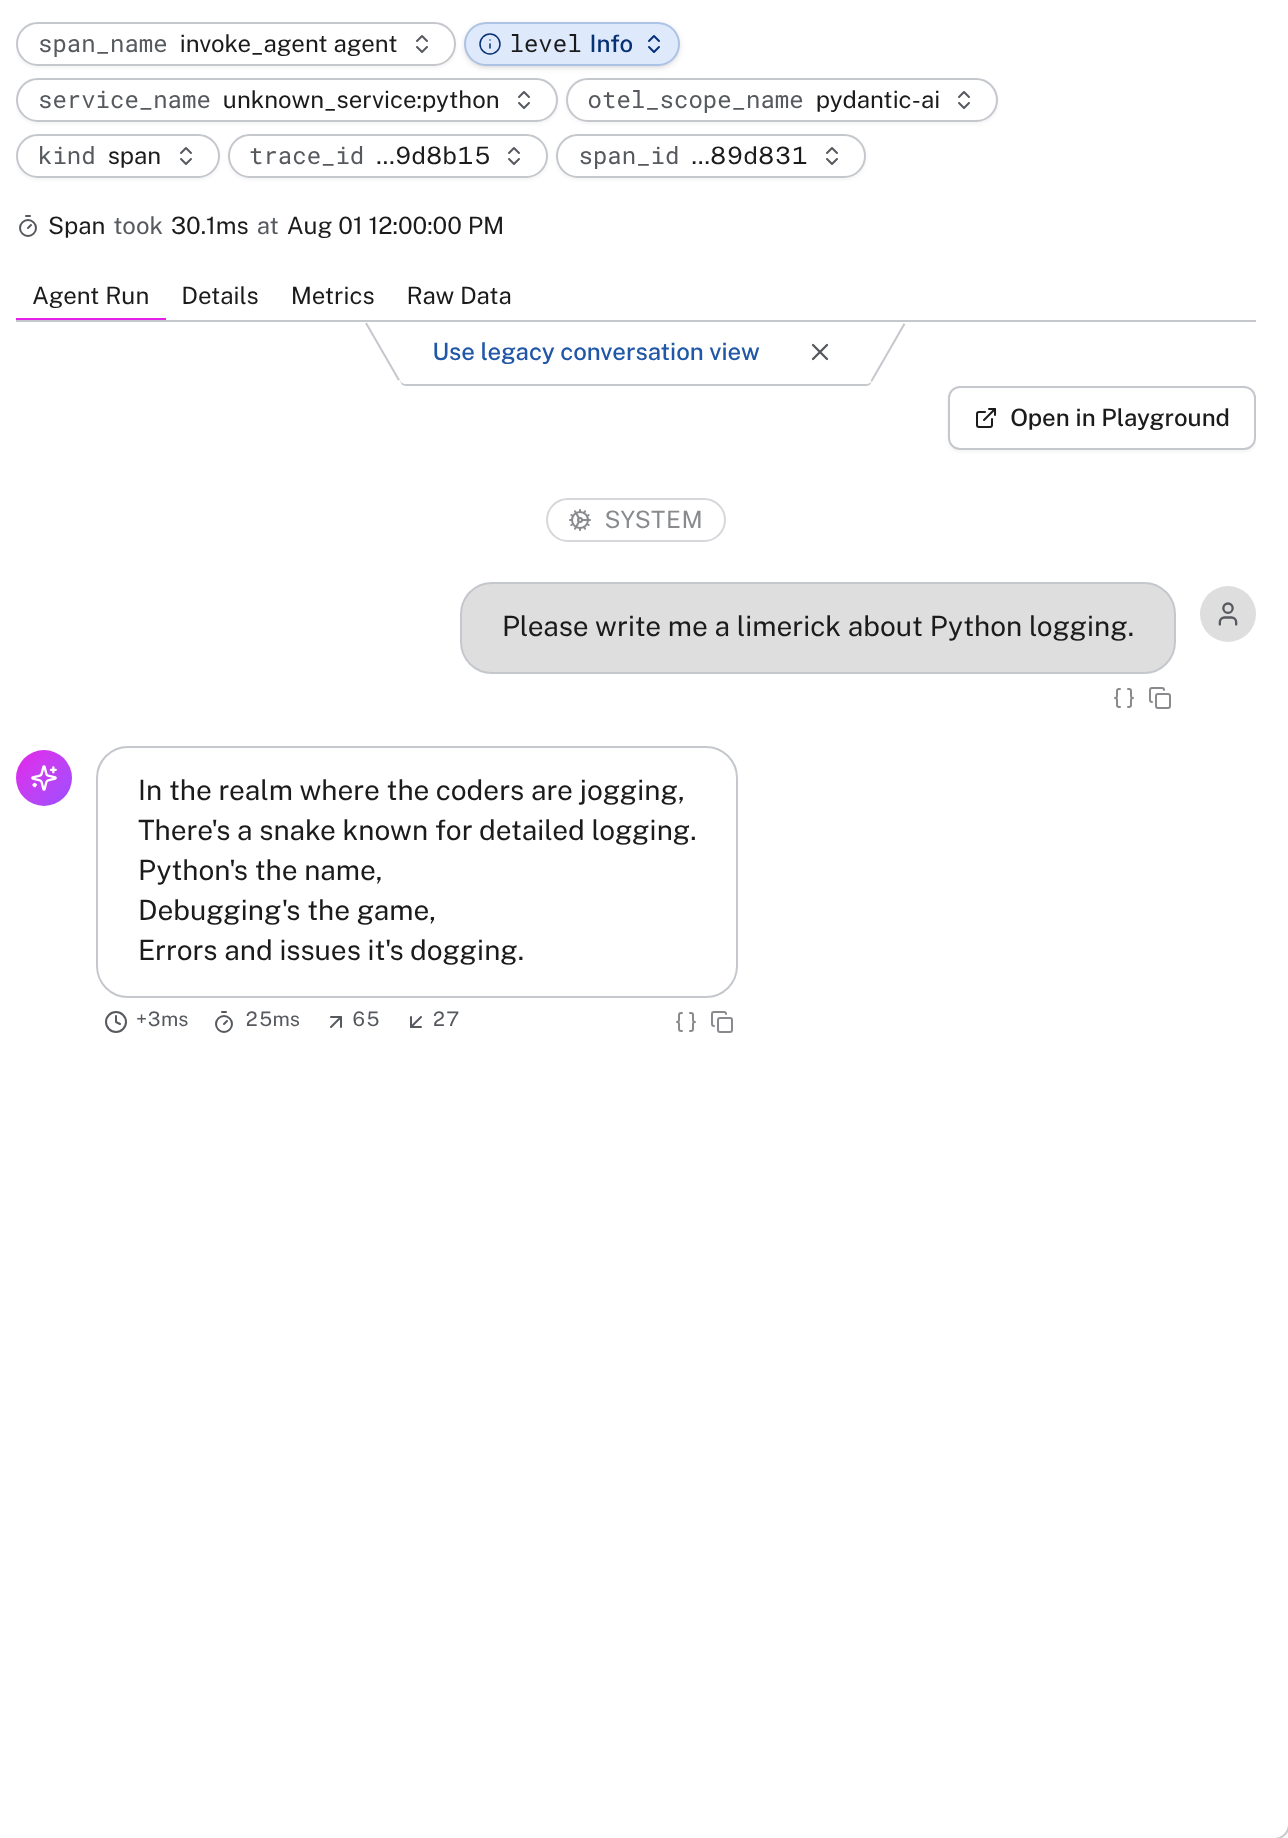 span_name invoke_agent agent
level Info
service_name unknown_service:python
otel_scope_name pydantic-ai
kind span
trace_id ...9d8b15
span_id ...89d831
Span took 30.1ms at Aug 01 12:00:00 PM
Agent Run
Details
Metrics
Raw Data
Use legacy conversation view
Open in Playground
SYSTEM
Please write me a limerick about Python logging.
{}
In the realm where the coders are jogging,
There's a snake known for detailed logging.
Python's the name,
Debugging's the game,
Errors and issues it's dogging.
+3ms
25ms
65
27
{}